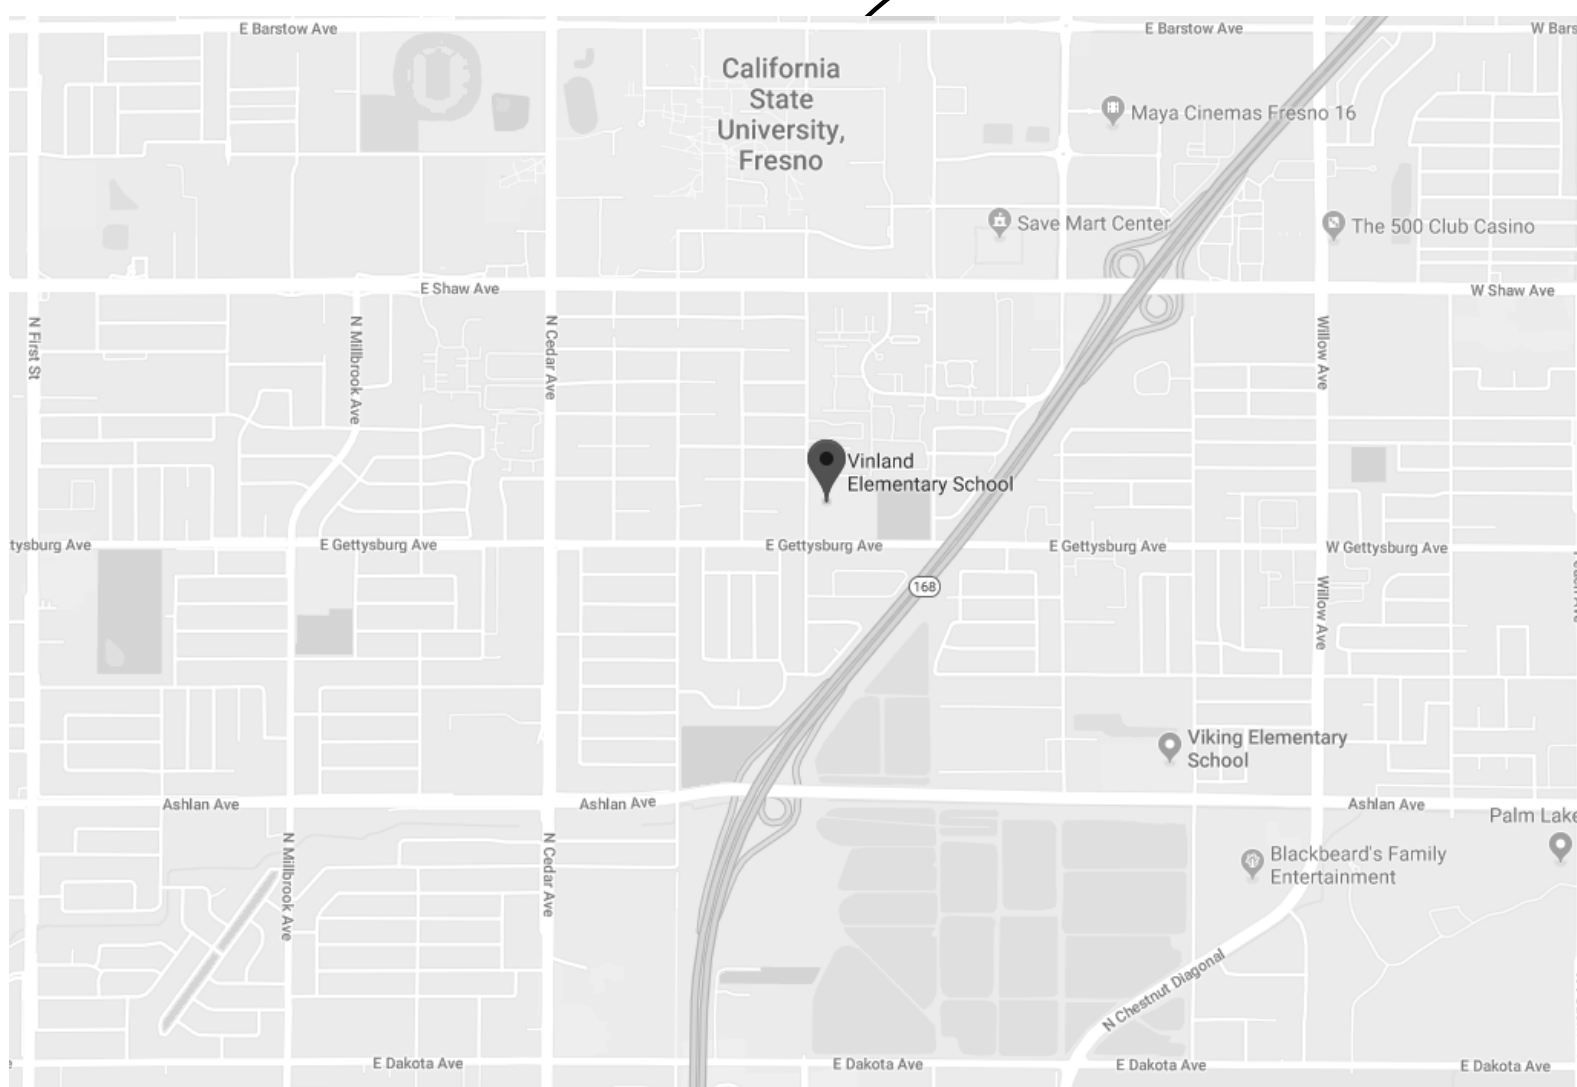 E Barstow Ave
E Barstow Ave
W Bars
California
State
University,
Fresno
Maya Cinemas Fresno 16
Save Mart Center
The 500 Club Casino
E Shaw Ave
W Shaw Ave
N First St
N Millbrook Ave
N Cedar Ave
Willow Ave
Vinland
Elementary School
tysburg Ave
E Gettysburg Ave
E Gettysburg Ave
E Gettysburg Ave
W Gettysburg Ave
168
Willow Ave
Viking Elementary
School
Ashlan Ave
Ashlan Ave
Ashlan Ave
Palm Lake
N Millbrook Ave
N Cedar Ave
Blackbeard's Family
Entertainment
N Chestnut Diagonal
E Dakota Ave
E Dakota Ave
E Dakota Ave
E Dakota Ave